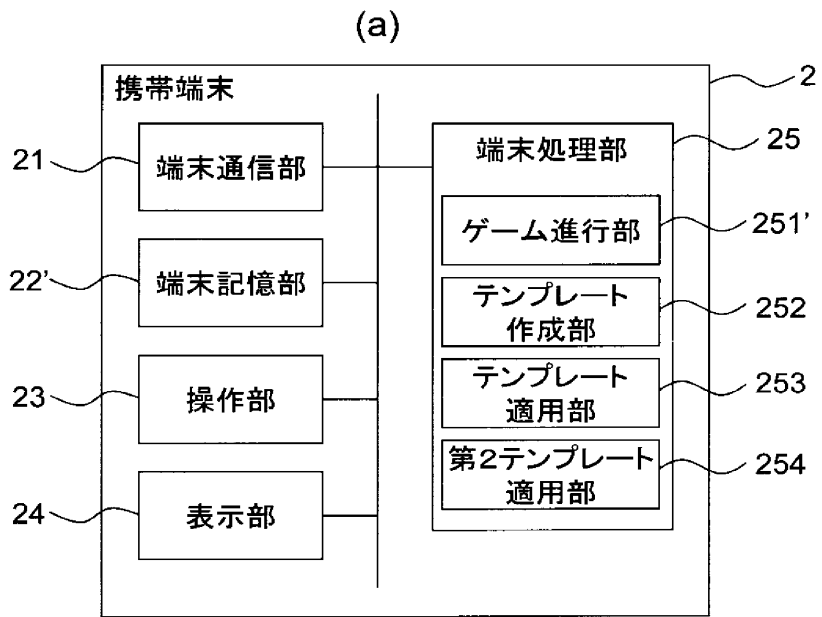 (a)
携帯端末
2
21
端末通信部
22’
端末記憶部
23
操作部
24
表示部
端末処理部
25
ゲーム進行部
251’
テンプレート
作成部
252
テンプレート
適用部
253
第2テンプレート
適用部
254